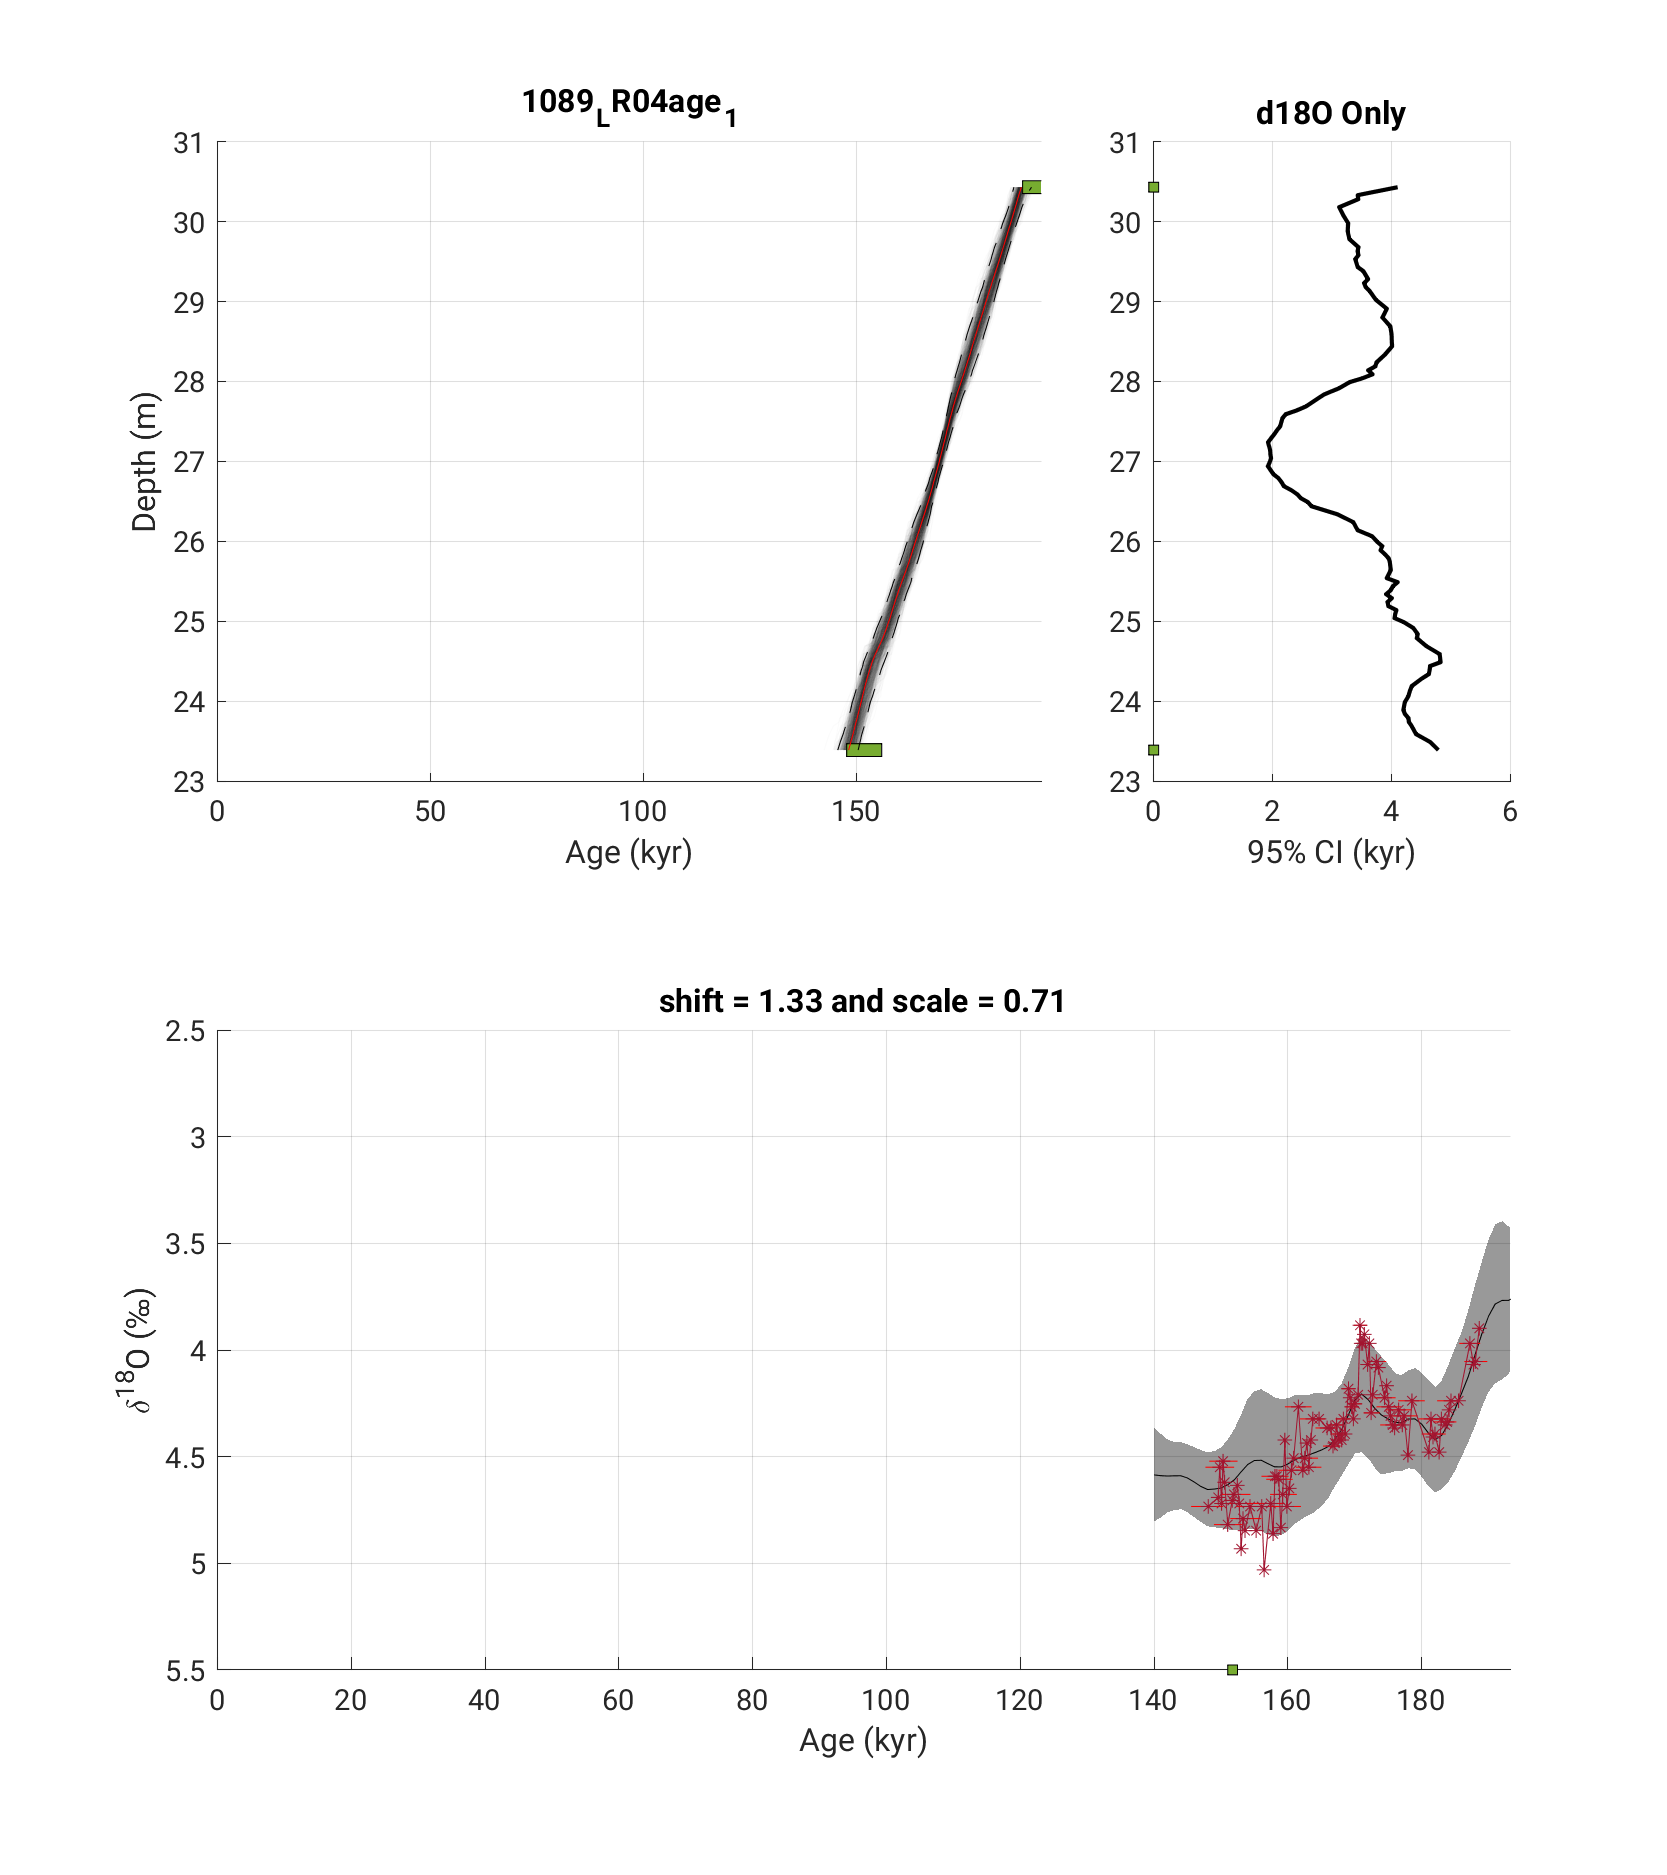 1089LR04age1
31
30
29
28
27
26
25
24
23
0 50 100 150
Depth (m)
Age (kyr)
d18O Only
31
30
29
28
27
26
25
24
23
0 2 4 6
95% CI (kyr)
shift = 1.33 and scale = 0.71
2.5
3
3.5
4
4.5
5
5.5
0 20 40 60 80 100 120 140 160 180
δ18O (‰)
Age (kyr)